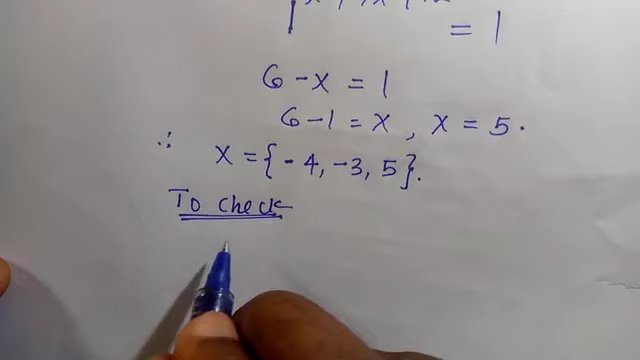 = 1
6 - x = 1
6 - 1 = x , x = 5.
∴ x = {-4, -3, 5}.
To check